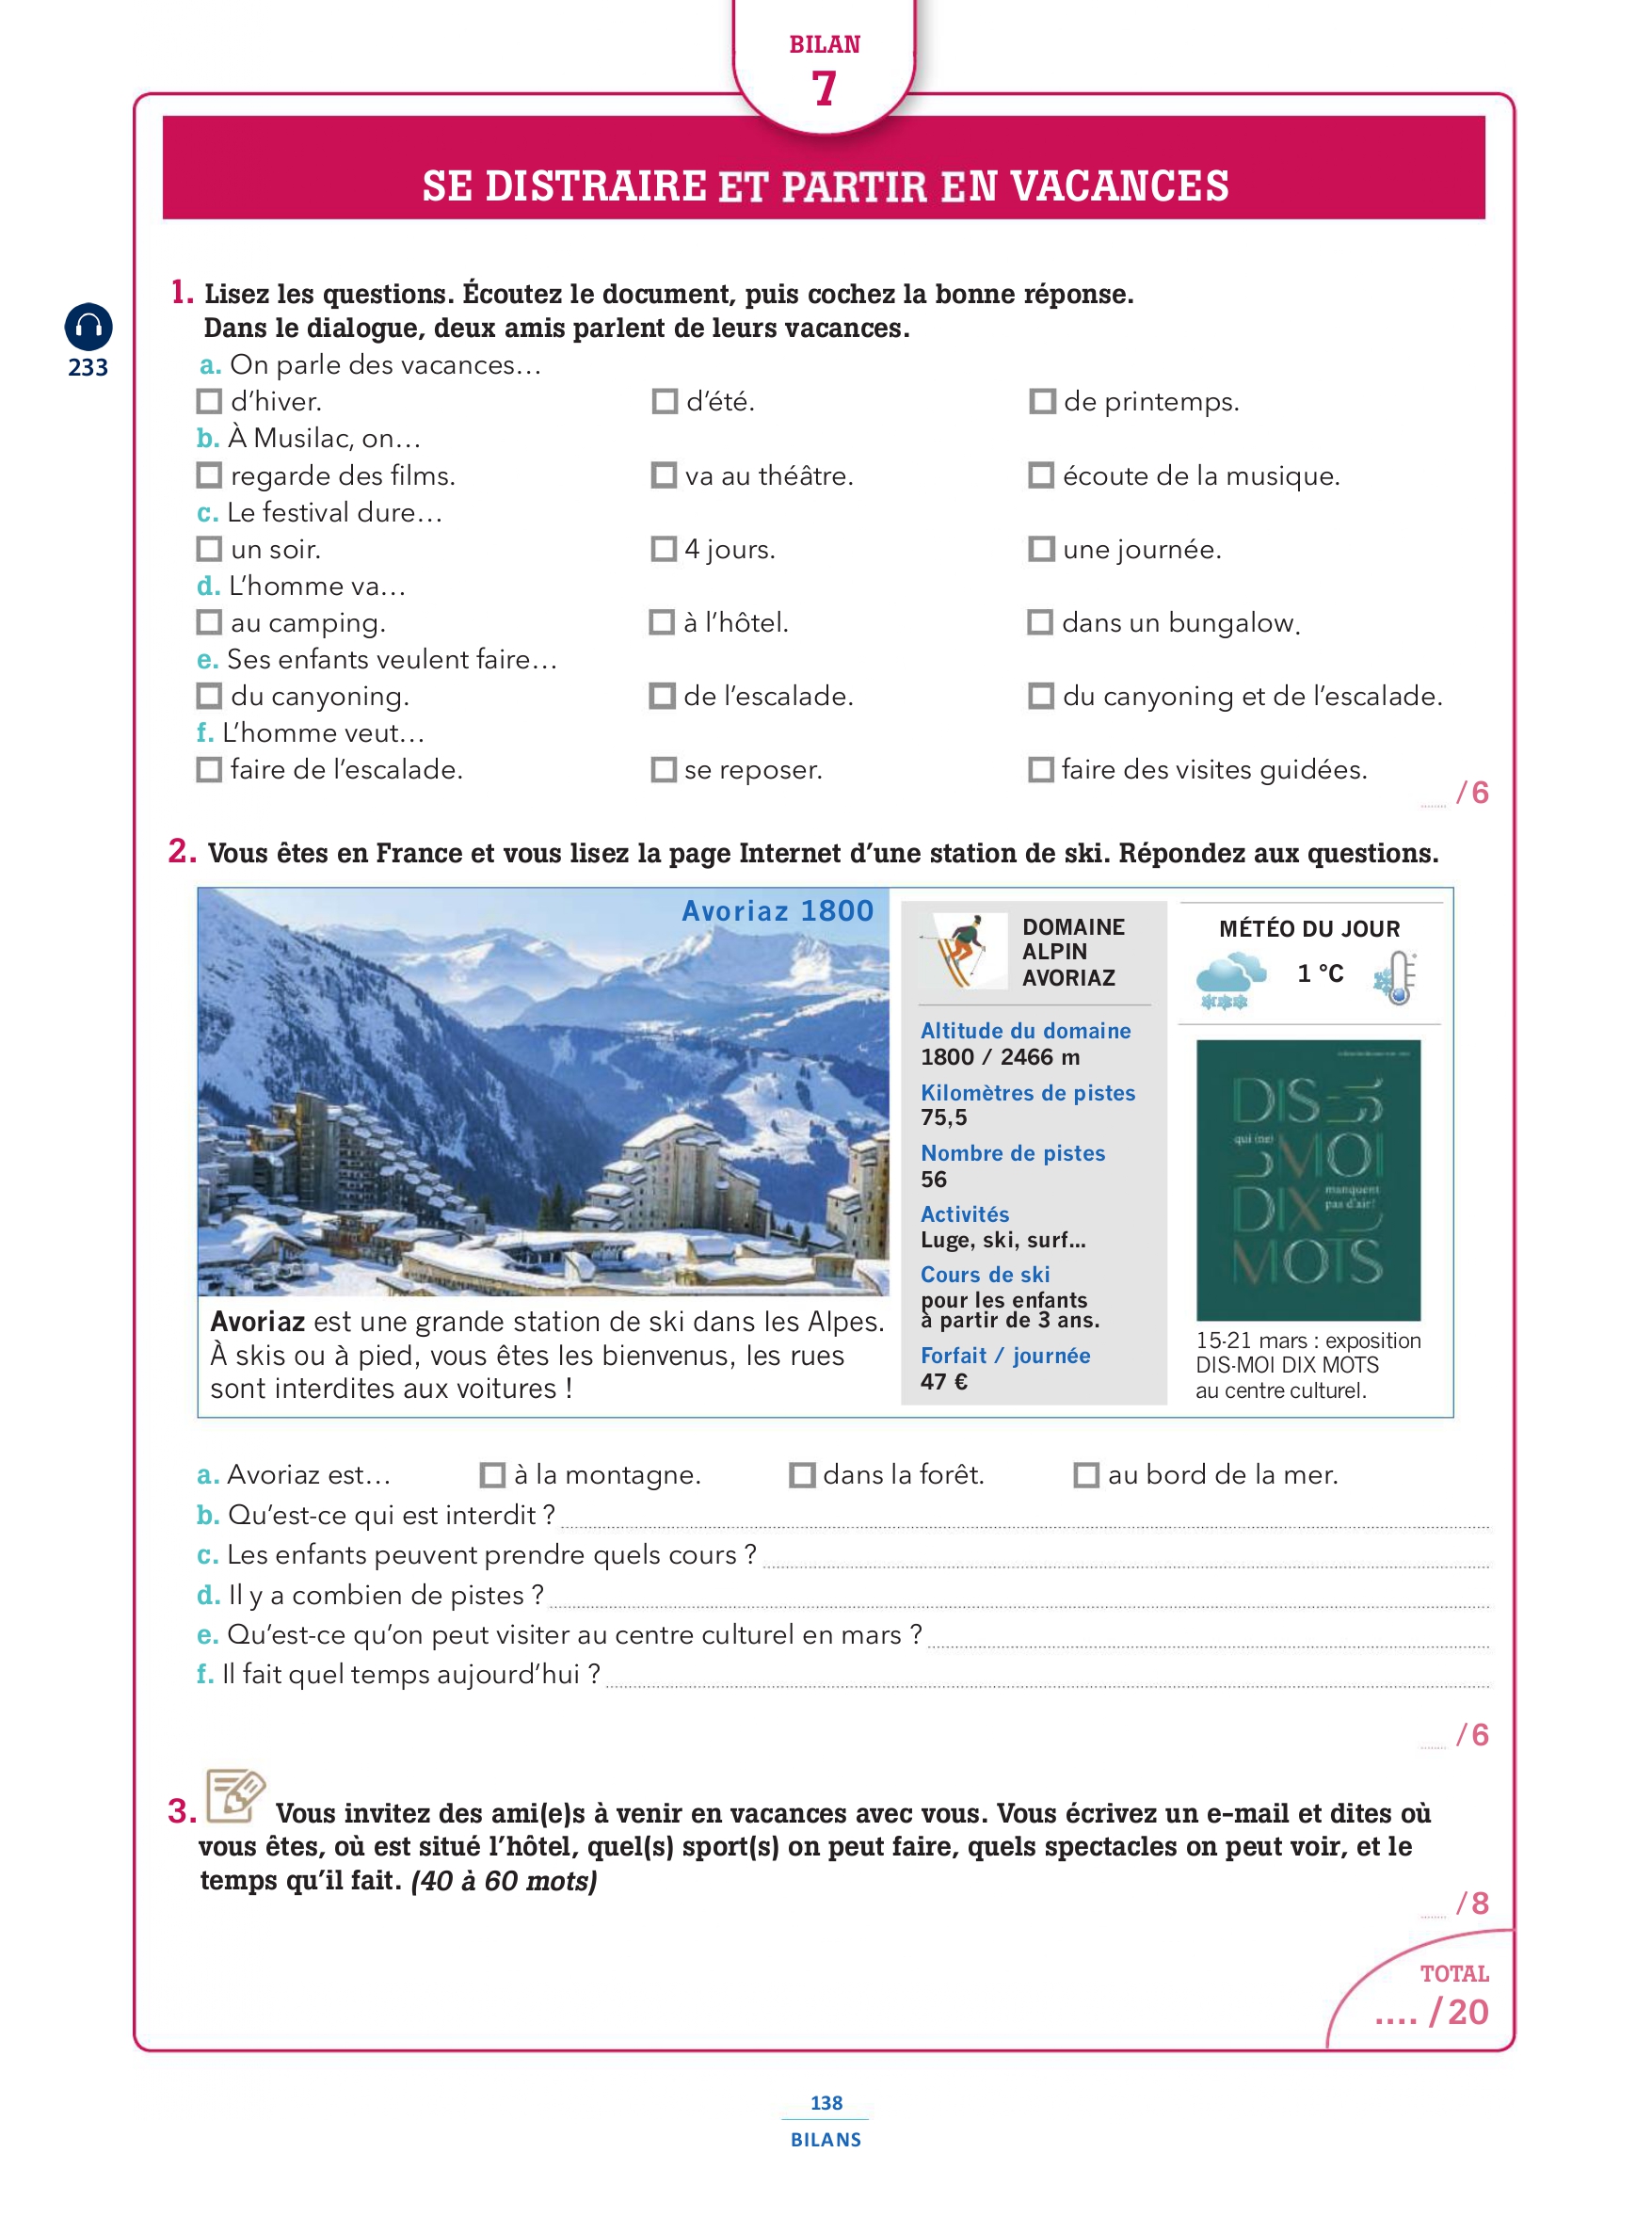 BILAN
7
SE DISTRAIRE ET PARTIR EN VACANCES
233
1. Lisez les questions. Écoutez le document, puis cochez la bonne réponse.
Dans le dialogue, deux amis parlent de leurs vacances.
a. On parle des vacances…
d’hiver. d’été. de printemps.
b. À Musilac, on…
regarde des films. va au théâtre. écoute de la musique.
c. Le festival dure…
un soir. 4 jours. une journée.
d. L’homme va…
au camping. à l’hôtel. dans un bungalow.
e. Ses enfants veulent faire…
du canyoning. de l’escalade. du canyoning et de l’escalade.
f. L’homme veut…
faire de l’escalade. se reposer. faire des visites guidées.
...... /6
2. Vous êtes en France et vous lisez la page Internet d’une station de ski. Répondez aux questions.
Avoriaz 1800
Avoriaz est une grande station de ski dans les Alpes.
À skis ou à pied, vous êtes les bienvenus, les rues
sont interdites aux voitures !
DOMAINE
ALPIN
AVORIAZ
Altitude du domaine
1800 / 2466 m
Kilomètres de pistes
75,5
Nombre de pistes
56
Activités
Luge, ski, surf...
Cours de ski
pour les enfants
à partir de 3 ans.
Forfait / journée
47 €
MÉTÉO DU JOUR
1 °C
DIS
qui (ne)
MOI
manquent
DIX pas d’air!
MOTS
15-21 mars : exposition
DIS-MOI DIX MOTS
au centre culturel.
a. Avoriaz est… à la montagne. dans la forêt. au bord de la mer.
b. Qu’est-ce qui est interdit ?
c. Les enfants peuvent prendre quels cours ?
d. Il y a combien de pistes ?
e. Qu’est-ce qu’on peut visiter au centre culturel en mars ?
f. Il fait quel temps aujourd’hui ?
...... /6
3. Vous invitez des ami(e)s à venir en vacances avec vous. Vous écrivez un e-mail et dites où
vous êtes, où est situé l’hôtel, quel(s) sport(s) on peut faire, quels spectacles on peut voir, et le
temps qu’il fait. (40 à 60 mots)
...... /8
TOTAL
.... /20
138
BILANS